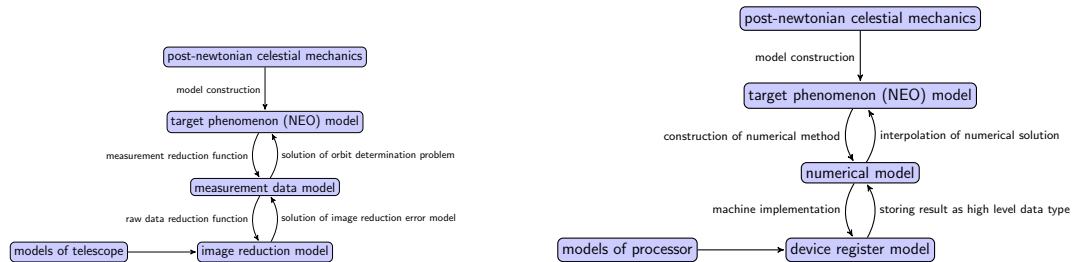 post-newtonian celestial mechanics
model construction
target phenomenon (NEO) model
measurement reduction function
solution of orbit determination problem
measurement data model
raw data reduction function
solution of image reduction error model
models of telescope
image reduction model
post-newtonian celestial mechanics
model construction
target phenomenon (NEO) model
construction of numerical method
interpolation of numerical solution
numerical model
machine implementation
storing result as high level data type
models of processor
device register model